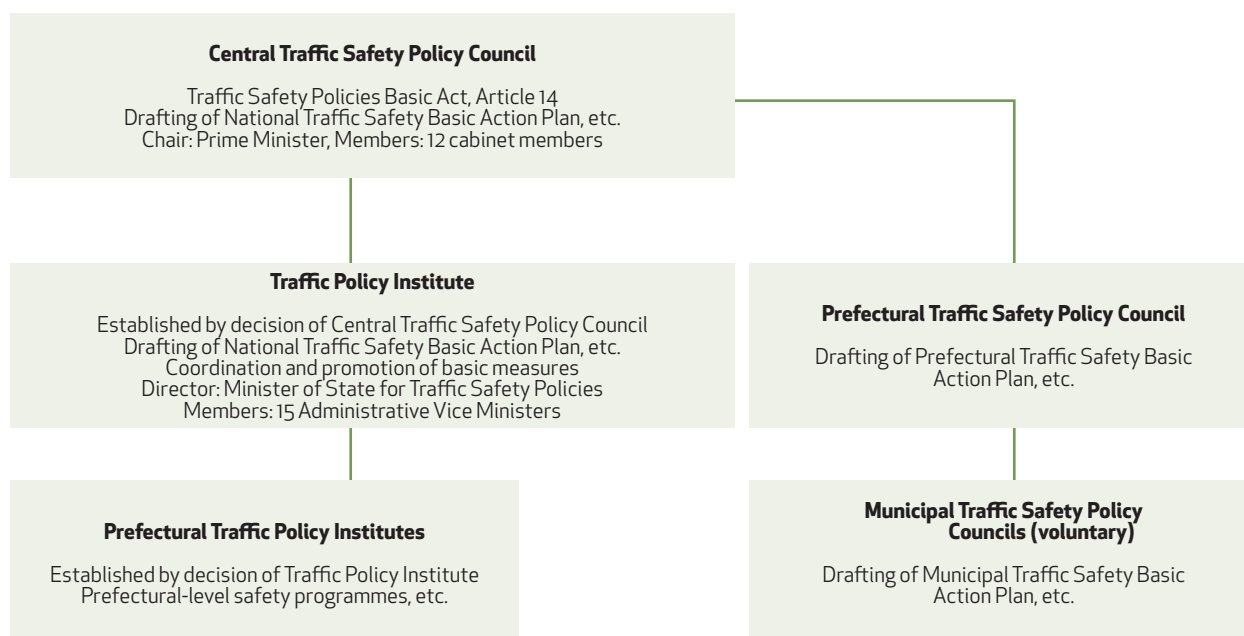 Central Traffic Safety Policy Council
Traffic Safety Policies Basic Act, Article 14
Drafting of National Traffic Safety Basic Action Plan, etc.
Chair: Prime Minister, Members: 12 cabinet members
Traffic Policy Institute
Established by decision of Central Traffic Safety Policy Council
Drafting of National Traffic Safety Basic Action Plan, etc.
Coordination and promotion of basic measures
Director: Minister of State for Traffic Safety Policies
Members: 15 Administrative Vice Ministers
Prefectural Traffic Safety Policy Council
Drafting of Prefectural Traffic Safety Basic
Action Plan, etc.
Prefectural Traffic Policy Institutes
Established by decision of Traffic Policy Institute
Prefectural-level safety programmes, etc.
Municipal Traffic Safety Policy
Councils (voluntary)
Drafting of Municipal Traffic Safety Basic
Action Plan, etc.